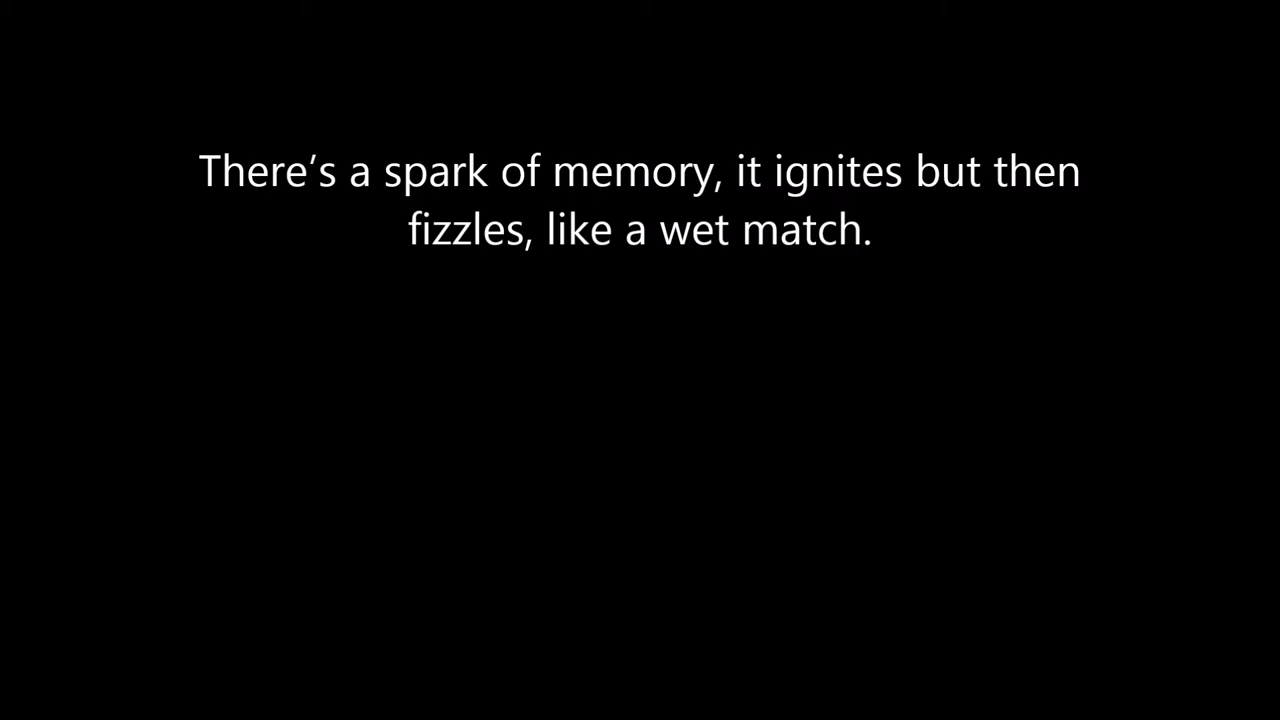 There’s a spark of memory, it ignites but then
fizzles, like a wet match.